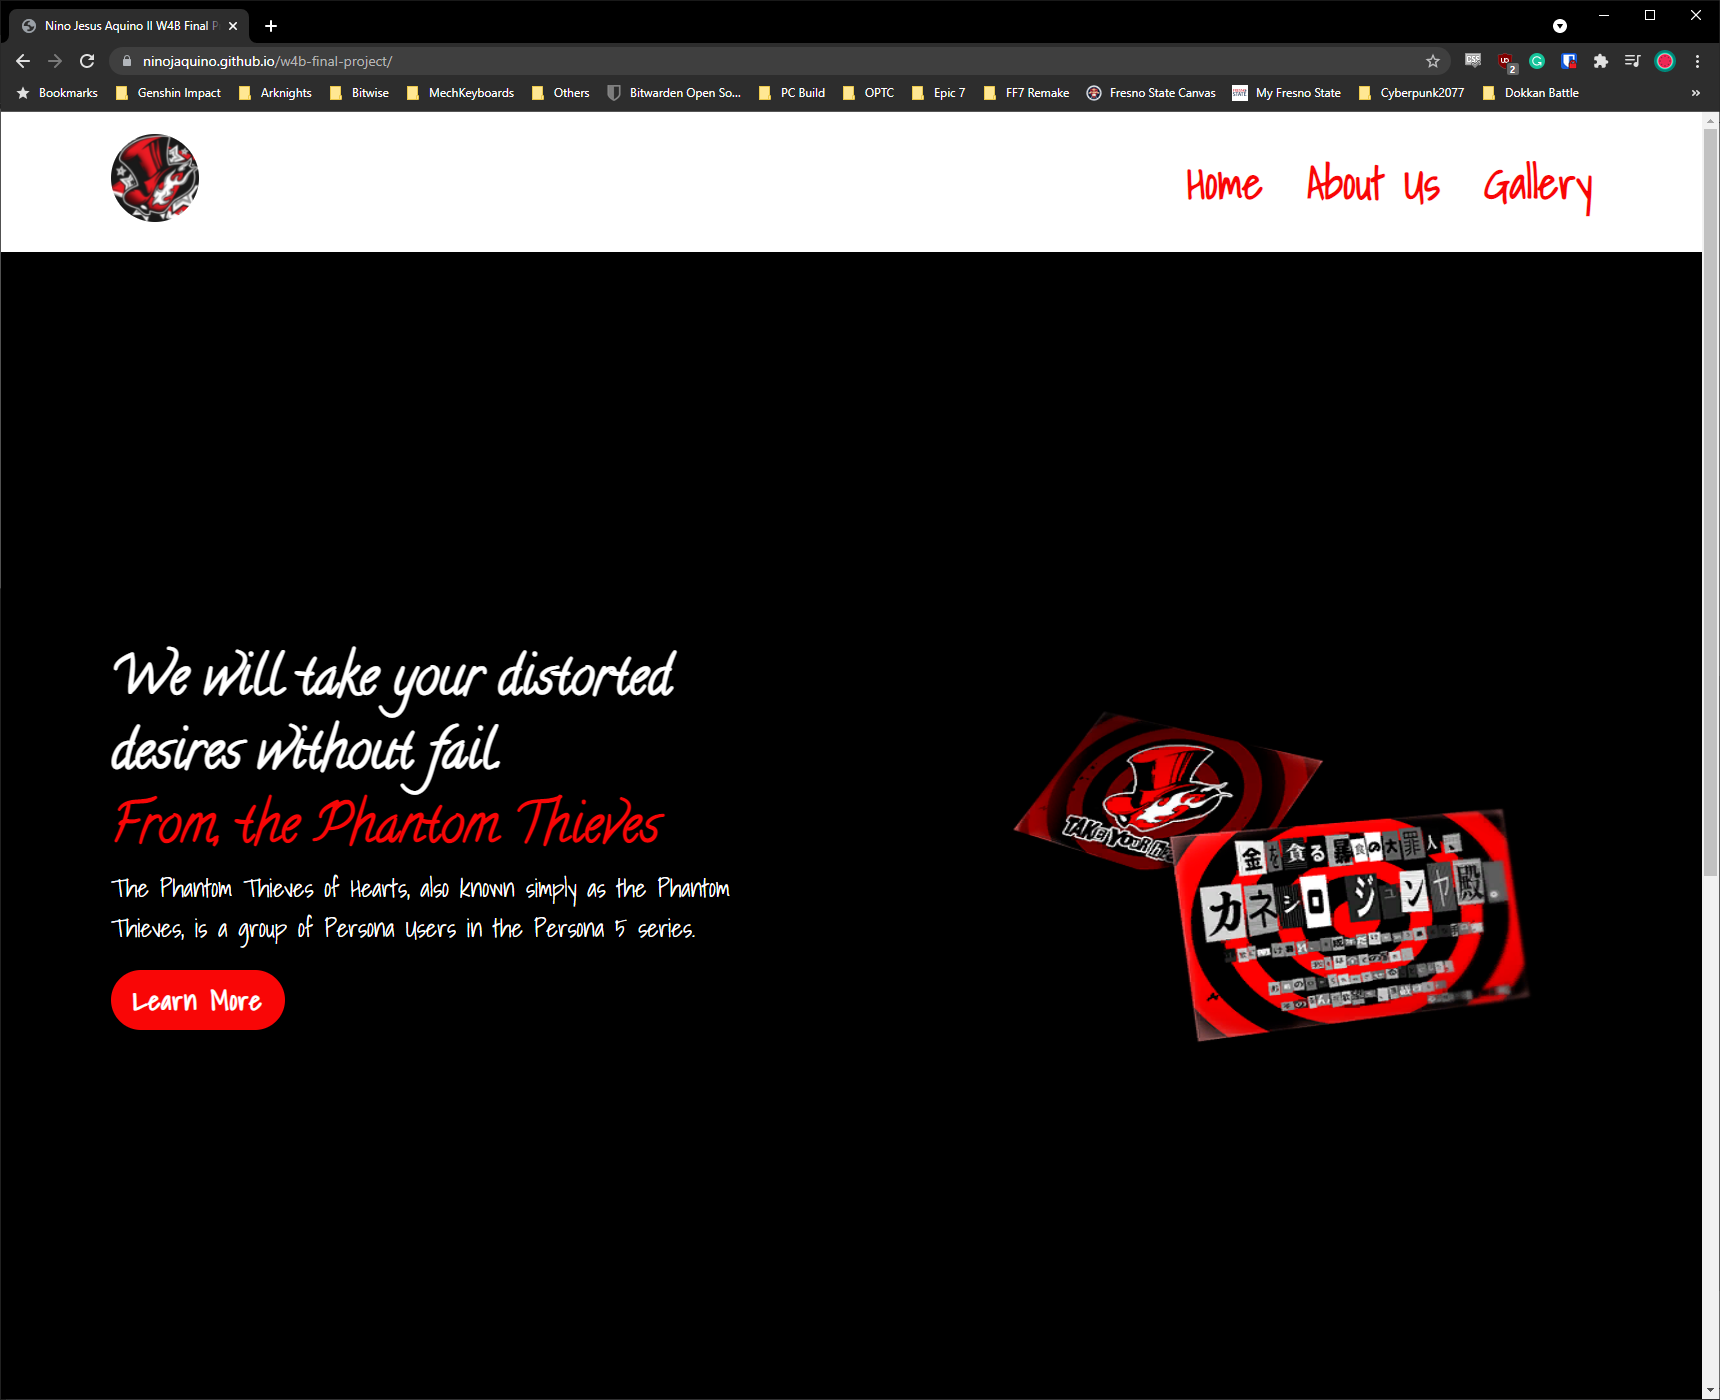 Nino Jesus Aquino II W4B Final P
ninojaquino.github.io/w4b-final-project/
2
Bookmarks Genshin Impact Arknights Bitwise MechKeyboards Others Bitwarden Open So... PC Build OPTC Epic 7 FF7 Remake Fresno State Canvas My Fresno State Cyberpunk2077 Dokkan Battle »
Home About Us Gallery
We will take your distorted
desires without fail.
From, the Phantom Thieves
The Phantom Thieves of Hearts, also known simply as the Phantom
Thieves, is a group of Persona Users in the Persona 5 series.
Learn More
TAKE YOUR
金を貪る暴食の大罪人、
カネシロジュンヤ殿。